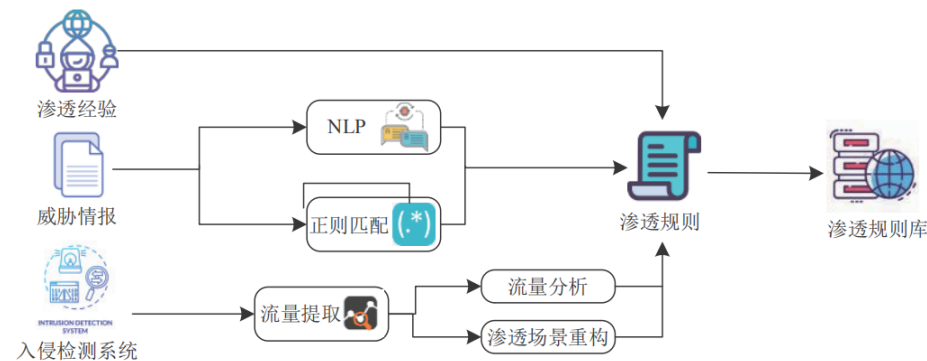 渗透经验
NLP
威胁情报
正则匹配
(.*)
渗透规则
渗透规则库
INTRUSION DETECTION
SYSTEM
入侵检测系统
流量提取
流量分析
渗透场景重构